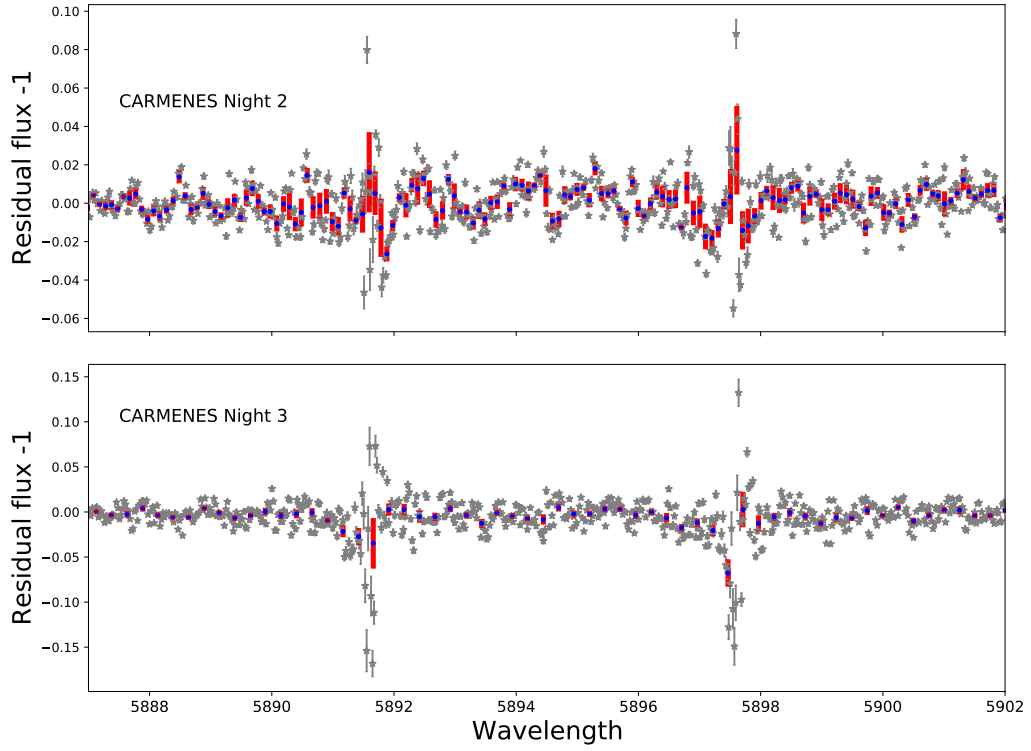 0.10
0.08
0.06
0.04
0.02
0.00
−0.02
−0.04
−0.06
Residual flux -1
CARMENES Night 2
0.15
0.10
0.05
0.00
−0.05
−0.10
−0.15
Residual flux -1
CARMENES Night 3
5888 5890 5892 5894 5896 5898 5900 5902
Wavelength